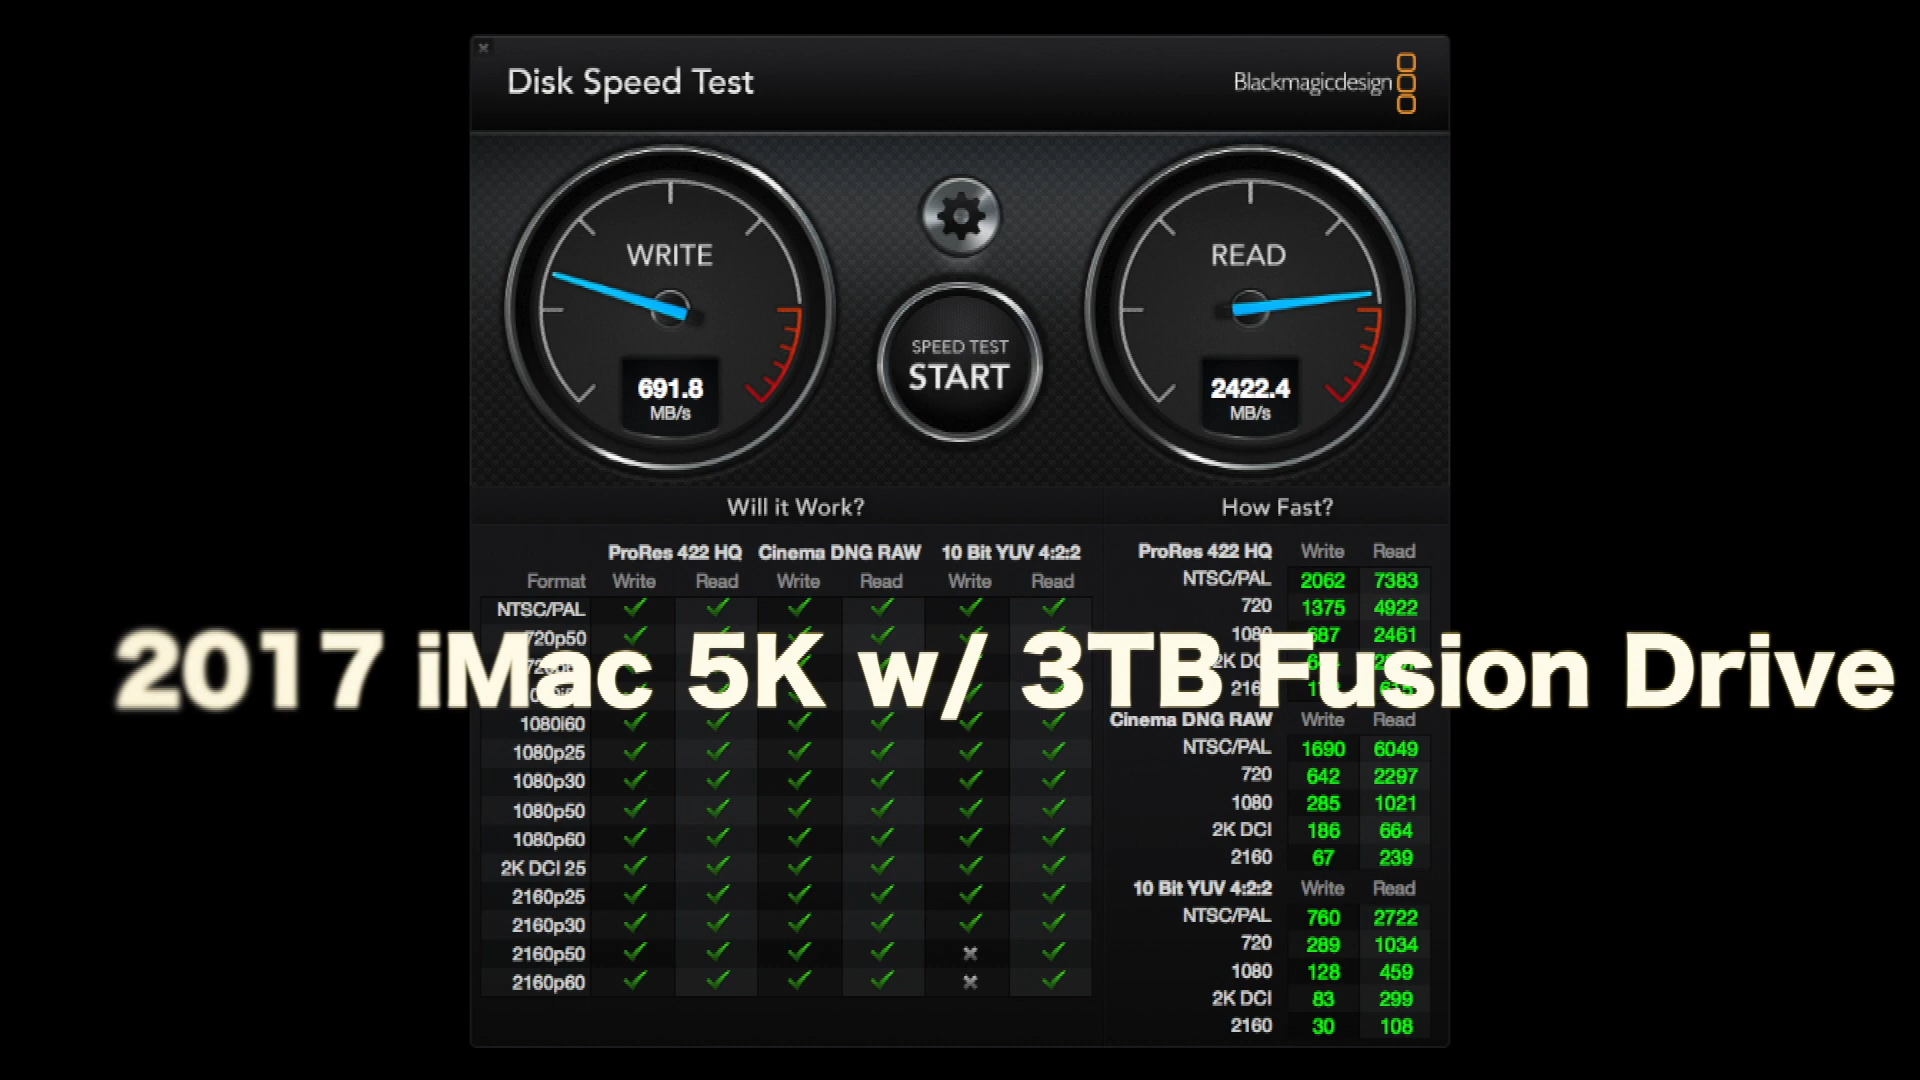 Disk Speed Test
Blackmagicdesign
WRITE
691.8
MB/s
SPEED TEST
START
READ
2422.4
MB/s
Will it Work?
ProRes 422 HQ Cinema DNG RAW 10 Bit YUV 4:2:2
Format Write Read Write Read Write Read
NTSC/PAL
720p50
1080i60
1080p25
1080p30
1080p50
1080p60
2K DCI 25
2160p25
2160p30
2160p50
2160p60
How Fast?
ProRes 422 HQ Write Read
NTSC/PAL 2062 7383
720 1375 4922
1080 687 2461
2K DCI
Cinema DNG RAW Write Read
NTSC/PAL 1690 6049
720 642 2297
1080 285 1021
2K DCI 186 664
2160 67 239
10 Bit YUV 4:2:2 Write Read
NTSC/PAL 760 2722
720 289 1034
1080 128 459
2K DCI 83 299
2160 30 108
2017 iMac 5K w/ 3TB Fusion Drive